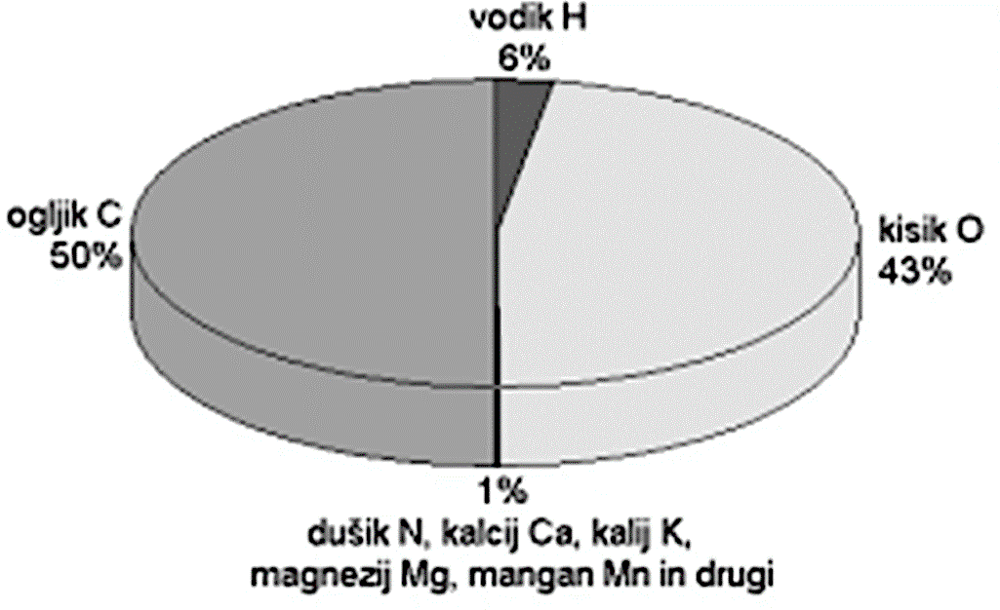 vodik H
6%
ogljik C
50%
kisik O
43%
1%
dušik N, kalcij Ca, kalij K,
magnezij Mg, mangan Mn in drugi